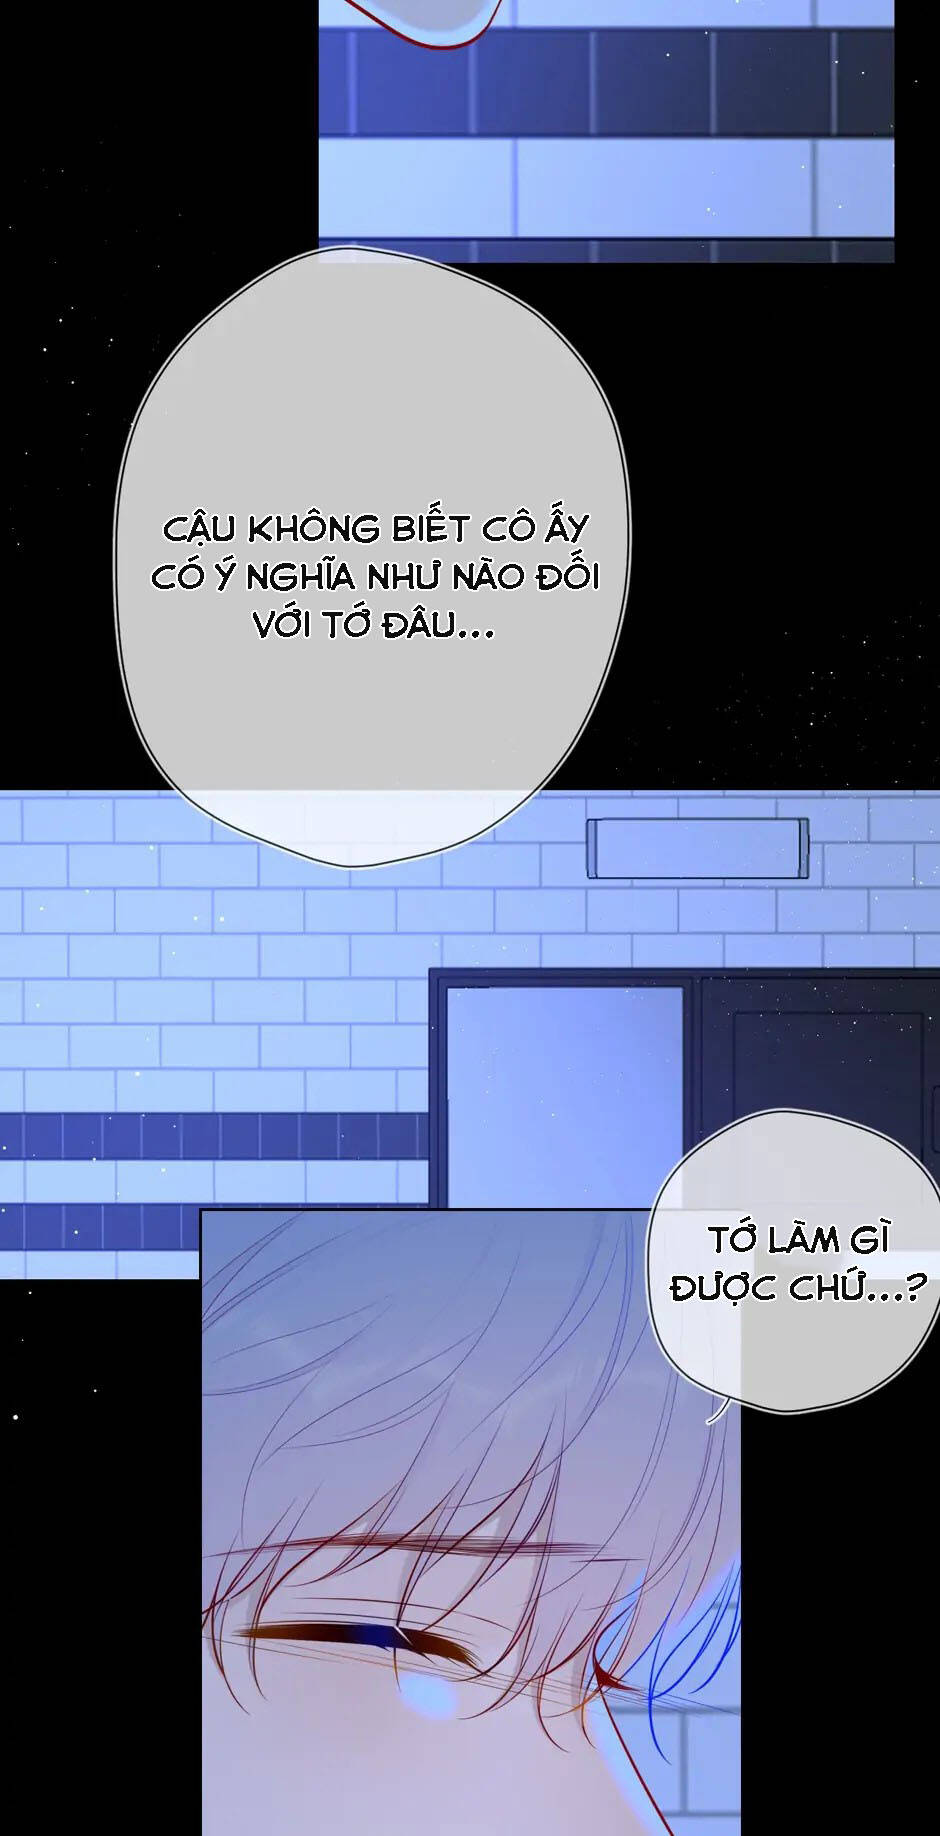 CẬU KHÔNG BIẾT CÔ ẤY
CÓ Ý NGHĨA NHƯ NÀO ĐỐI
VỚI TỚ ĐÂU...
TỚ LÀM GÌ
ĐƯỢC CHỨ...?